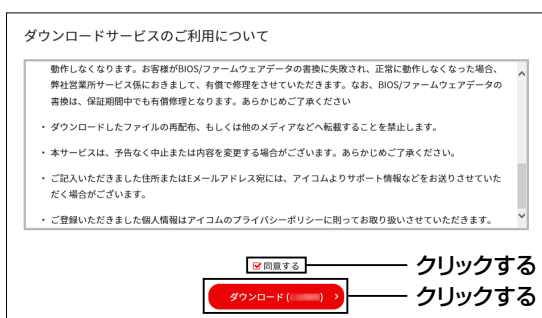 ダウンロードサービスのご利用について
動作しなくなります。お客様がBIOS/ファームウェアデータの書換に失敗され、正常に動作しなくなった場合、
弊社営業所サービス係におきまして、有償で修理をさせていただきます。なお、BIOS/ファームウェアデータの
書換は、保証期間中でも有償修理となります。あらかじめご了承ください
・ ダウンロードしたファイルの再配布、もしくは他のメディアなどへ転載することを禁止します。
・ 本サービスは、予告なく中止または内容を変更する場合がございます。あらかじめご了承ください。
・ ご記入いただきました住所またはEメールアドレス宛には、アイコムよりサポート情報などをお送りさせていた
だく場合がございます。
・ ご登録いただきました個人情報はアイコムのプライバシーポリシーに則ってお取り扱いさせていただきます。
同意する クリックする
ダウンロード ( ) クリックする